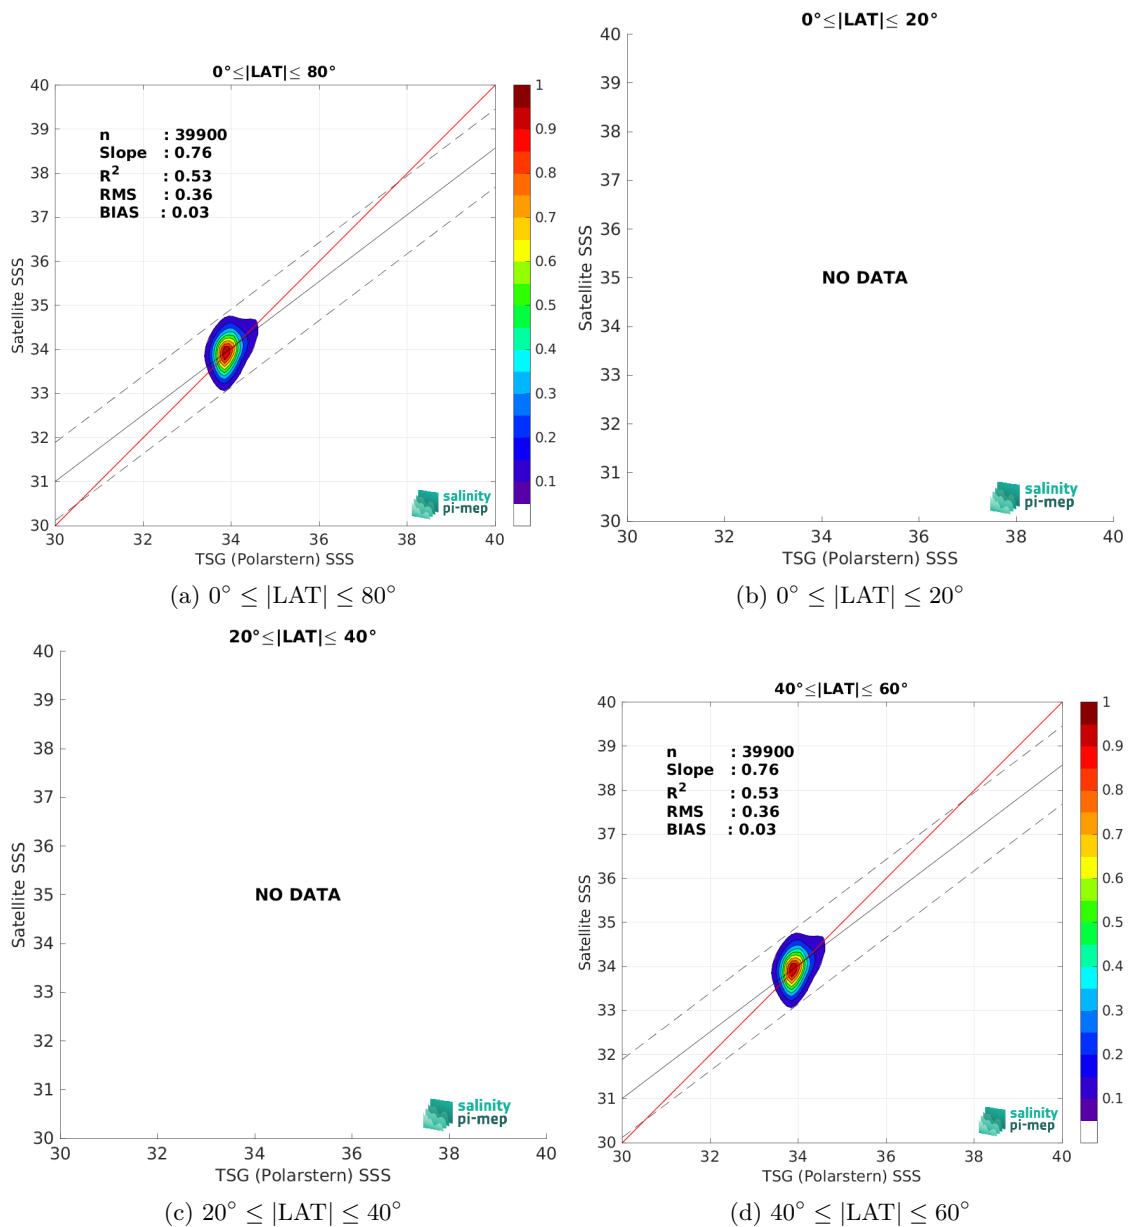 0°≤|LAT|≤ 80°
n : 39900
Slope : 0.76
R² : 0.53
RMS : 0.36
BIAS : 0.03
40
39
38
37
36
35
34
33
32
31
30
30 32 34 36 38 40
1
0.9
0.8
0.7
0.6
0.5
0.4
0.3
0.2
0.1
Satellite SSS
TSG (Polarstern) SSS
salinity
pi-mep
(a) 0° ≤ |LAT| ≤ 80°
0°≤|LAT|≤ 20°
40
39
38
37
36
35
34
33
32
31
30
30 32 34 36 38 40
Satellite SSS
NO DATA
TSG (Polarstern) SSS
salinity
pi-mep
(b) 0° ≤ |LAT| ≤ 20°
20°≤|LAT|≤ 40°
40
39
38
37
36
35
34
33
32
31
30
30 32 34 36 38 40
Satellite SSS
NO DATA
TSG (Polarstern) SSS
salinity
pi-mep
(c) 20° ≤ |LAT| ≤ 40°
40°≤|LAT|≤ 60°
n : 39900
Slope : 0.76
R² : 0.53
RMS : 0.36
BIAS : 0.03
40
39
38
37
36
35
34
33
32
31
30
30 32 34 36 38 40
1
0.9
0.8
0.7
0.6
0.5
0.4
0.3
0.2
0.1
Satellite SSS
TSG (Polarstern) SSS
salinity
pi-mep
(d) 40° ≤ |LAT| ≤ 60°